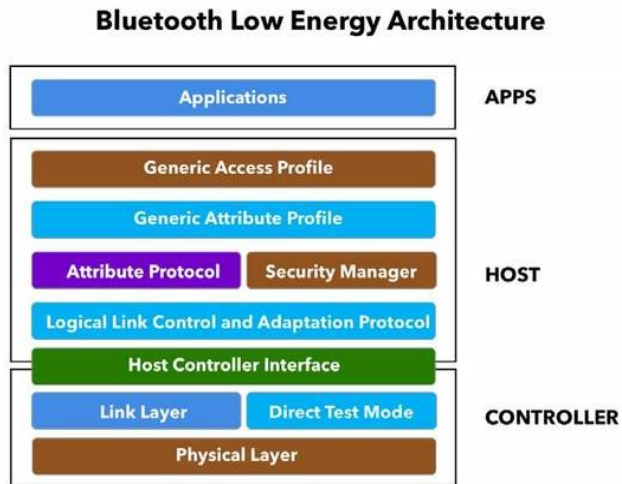 Bluetooth Low Energy Architecture
Applications
APPS
Generic Access Profile
Generic Attribute Profile
Attribute Protocol
Security Manager
HOST
Logical Link Control and Adaptation Protocol
Host Controller Interface
Link Layer
Direct Test Mode
CONTROLLER
Physical Layer